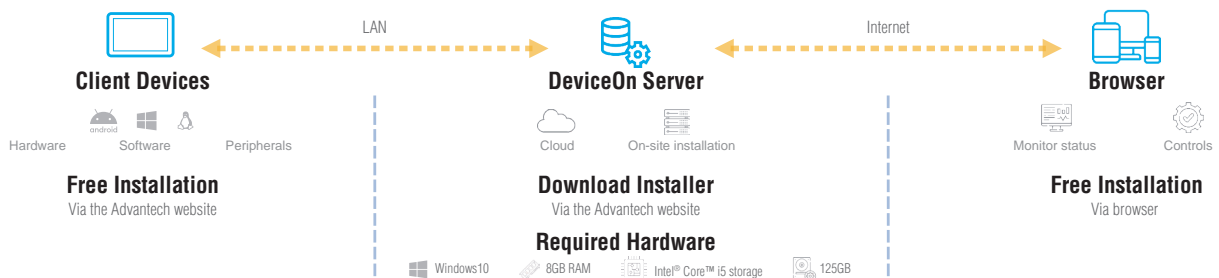 LAN
Internet
Client Devices
DeviceOn Server
Browser
android
Hardware
Software
Peripherals
Cloud
On-site installation
Monitor status
Controls
Free Installation
Via the Advantech website
Download Installer
Via the Advantech website
Free Installation
Via browser
Required Hardware
Windows10
8GB RAM
Intel® Core™ i5 storage
125GB